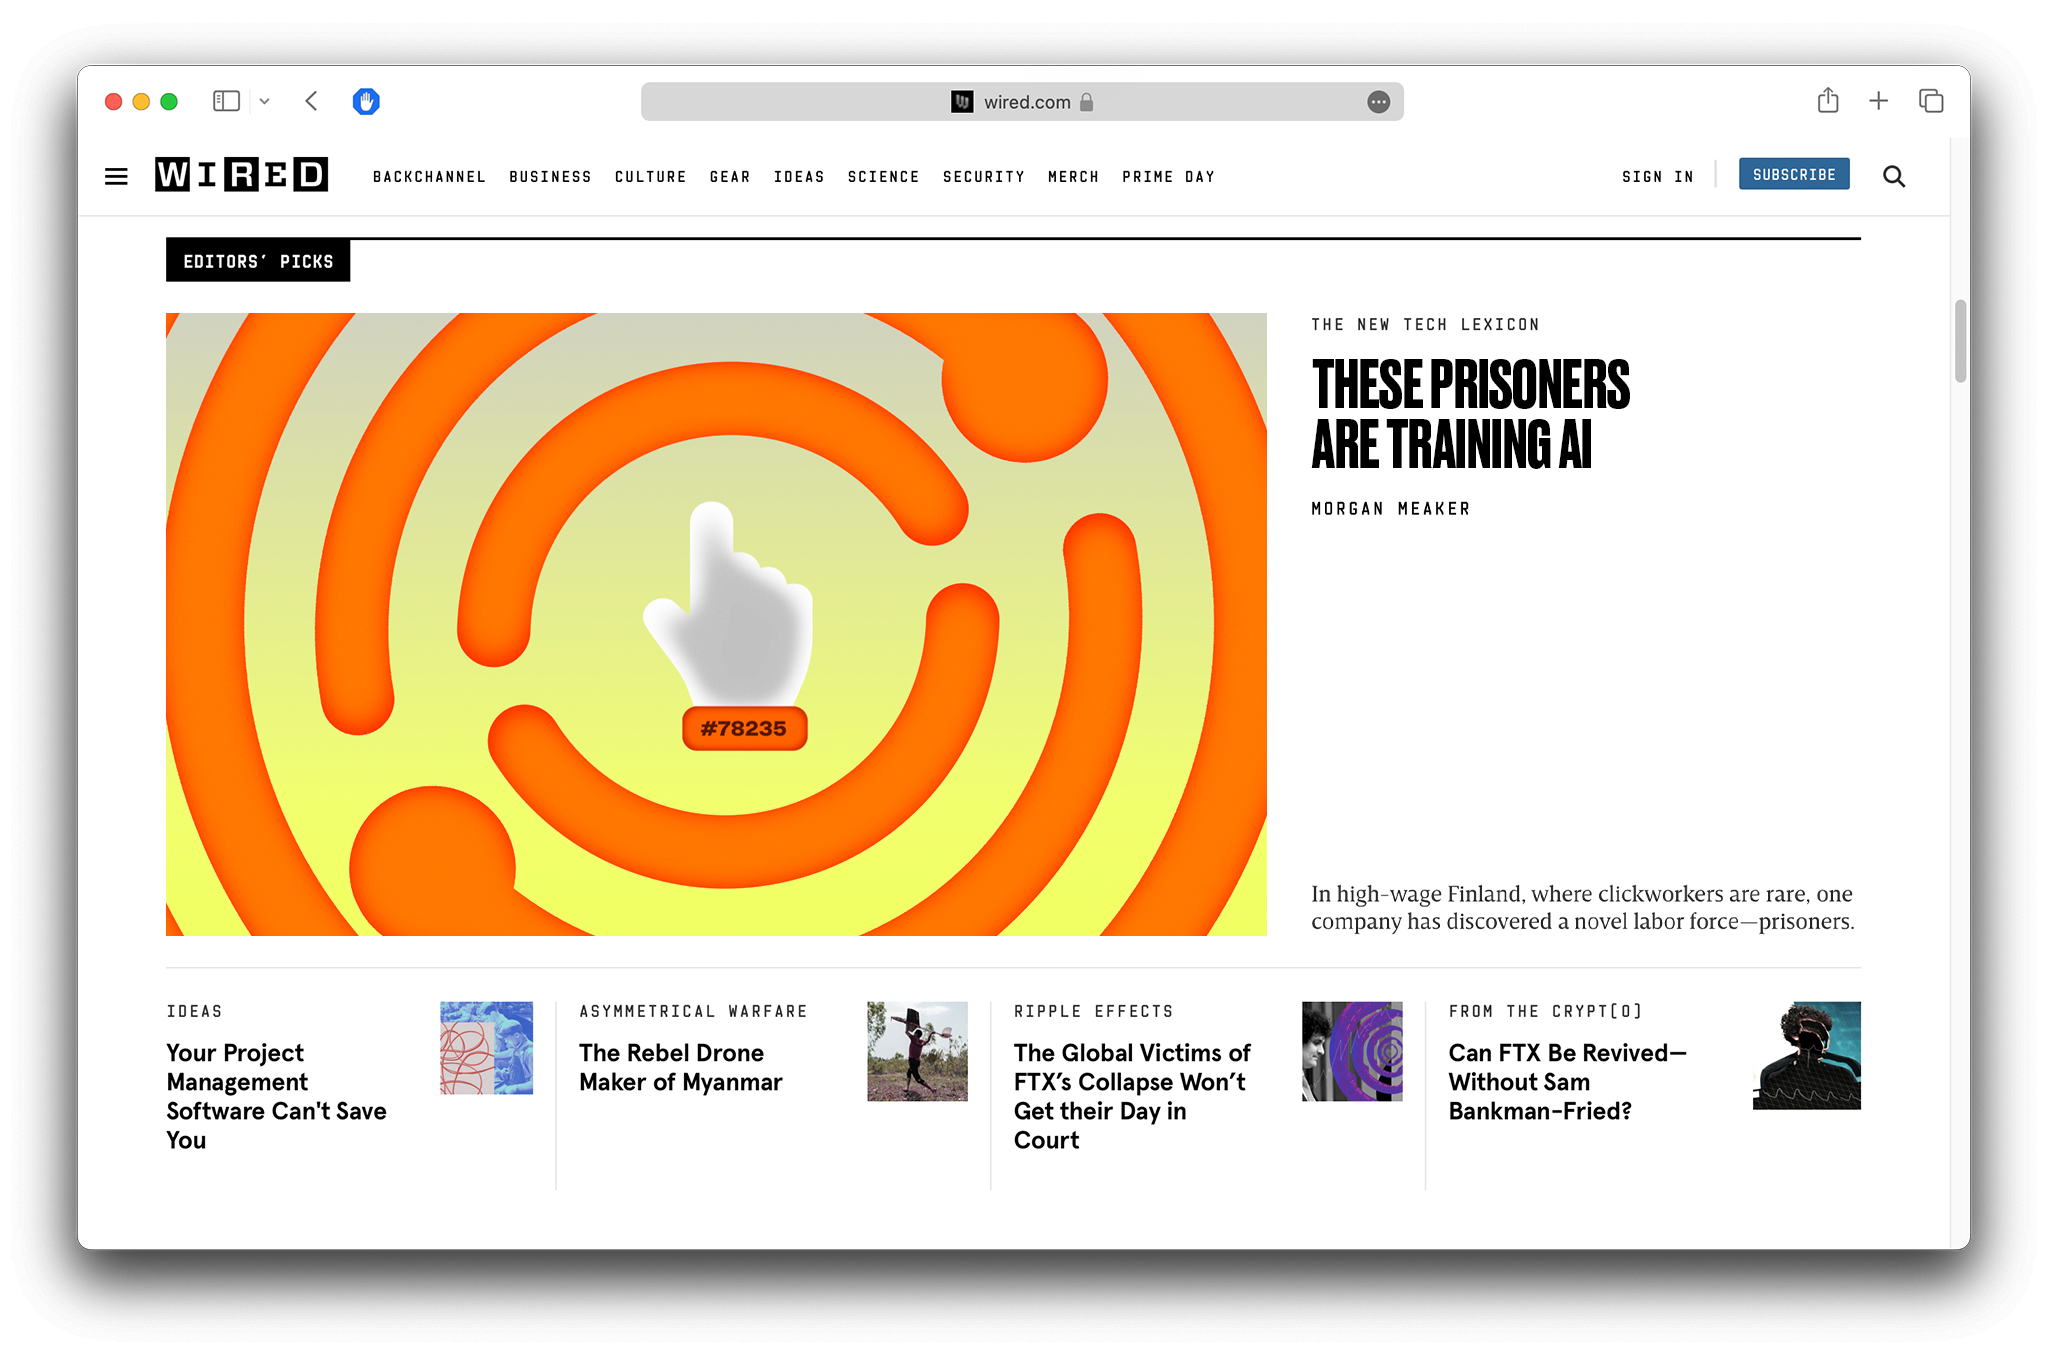 wired.com
WIRED
BACKCHANNEL BUSINESS CULTURE GEAR IDEAS SCIENCE SECURITY MERCH PRIME DAY
SIGN IN
SUBSCRIBE
EDITORS’ PICKS
#78235
THE NEW TECH LEXICON
THESE PRISONERS
ARE TRAINING AI
MORGAN MEAKER
In high-wage Finland, where clickworkers are rare, one
company has discovered a novel labor force—prisoners.
IDEAS
Your Project
Management
Software Can't Save
You
ASYMMETRICAL WARFARE
The Rebel Drone
Maker of Myanmar
RIPPLE EFFECTS
The Global Victims of
FTX’s Collapse Won’t
Get their Day in
Court
FROM THE CRYPT[O]
Can FTX Be Revived—
Without Sam
Bankman-Fried?